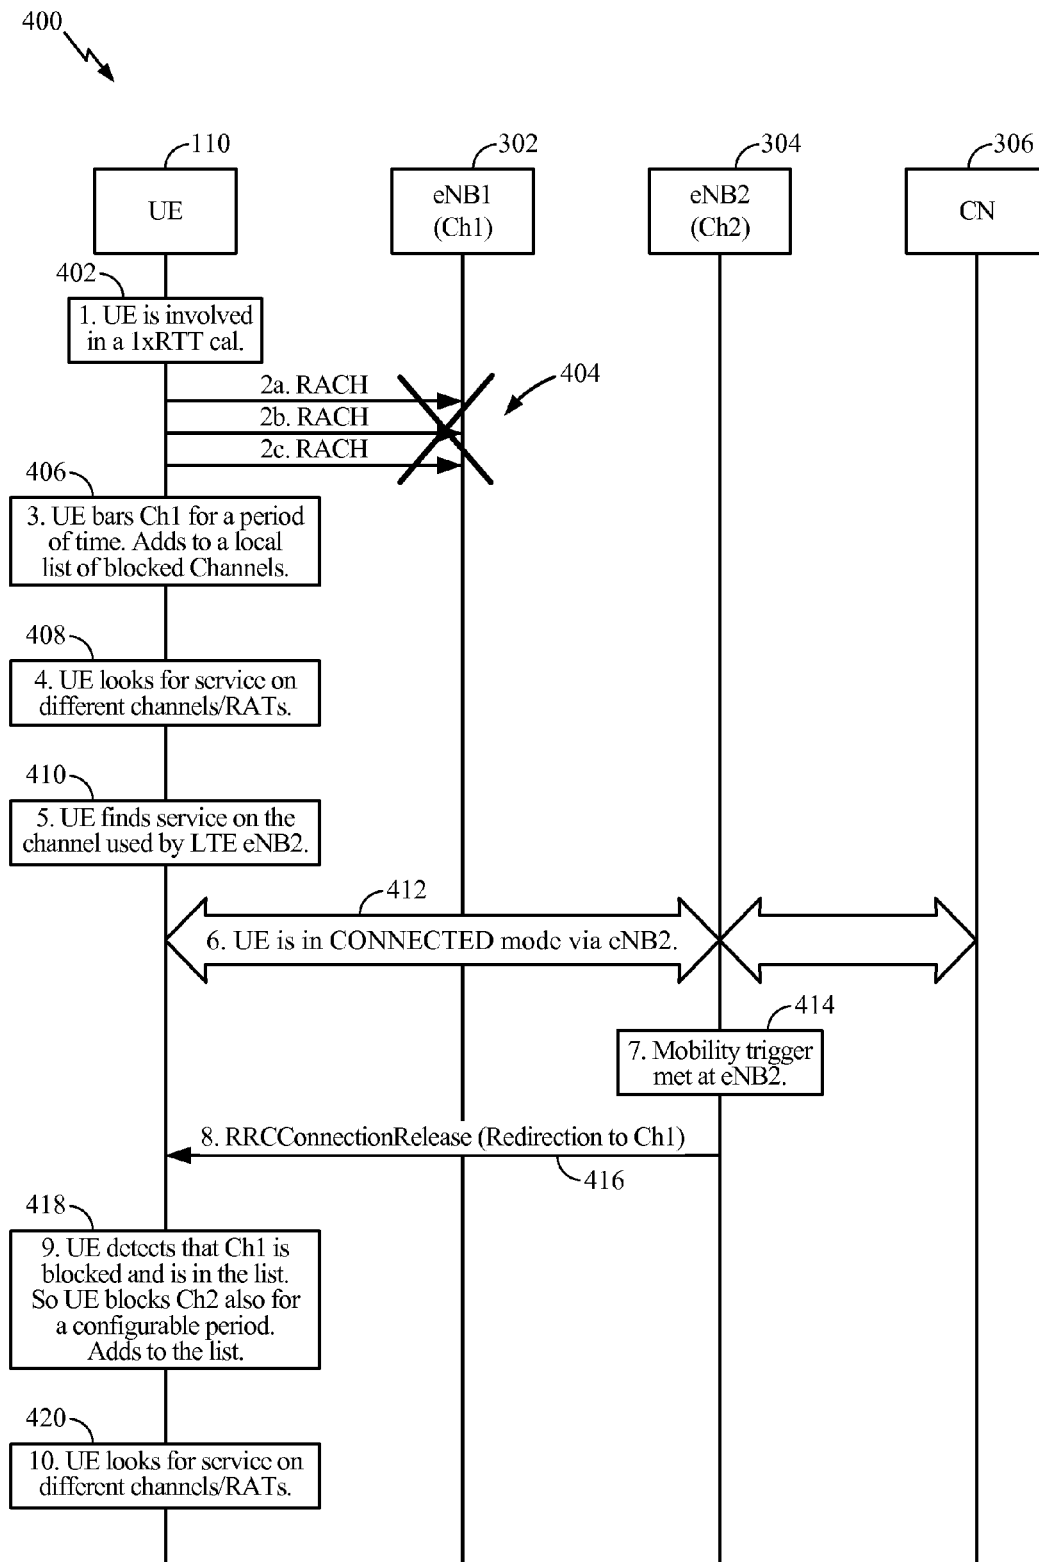 400
110
302
304
306
UE
eNB1
(Ch1)
eNB2
(Ch2)
CN
402
1. UE is involved
in a 1xRTT cal.
2a. RACH
2b. RACH
2c. RACH
404
406
3. UE bars Ch1 for a period
of time. Adds to a local
list of blocked Channels.
408
4. UE looks for service on
different channels/RATs.
410
5. UE finds service on the
channel used by LTE eNB2.
412
6. UE is in CONNECTED mode via eNB2.
414
7. Mobility trigger
met at eNB2.
8. RRCConnectionRelease (Redirection to Ch1)
416
418
9. UE detects that Ch1 is
blocked and is in the list.
So UE blocks Ch2 also for
a configurable period.
Adds to the list.
420
10. UE looks for service on
different channels/RATs.